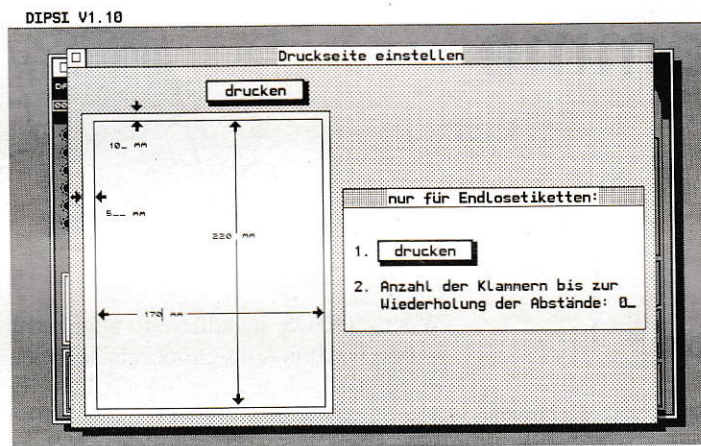 DIPSI V1.10
Druckseite einstellen
drucken
10_ mm
5__ mm
220 mm
170 mm
nur für Endlosetiketten:
1. drucken
2. Anzahl der Klammern bis zur
Wiederholung der Abstände: 0_